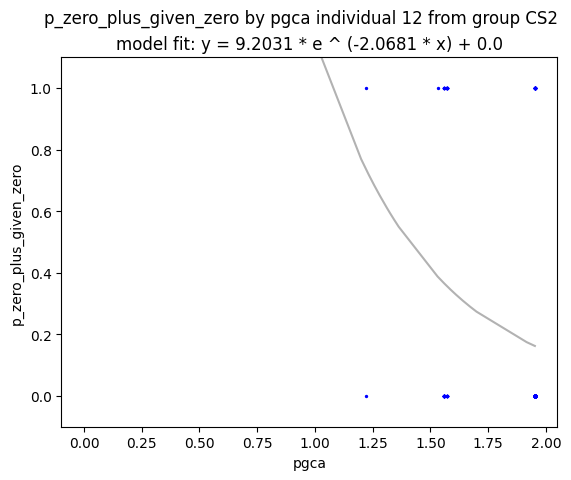 p_zero_plus_given_zero by pgca individual 12 from group CS2
model fit: y = 9.2031 * e ^ (-2.0681 * x) + 0.0
1.0
0.8
0.6
0.4
0.2
0.0
p_zero_plus_given_zero
0.00 0.25 0.50 0.75 1.00 1.25 1.50 1.75 2.00
pgca